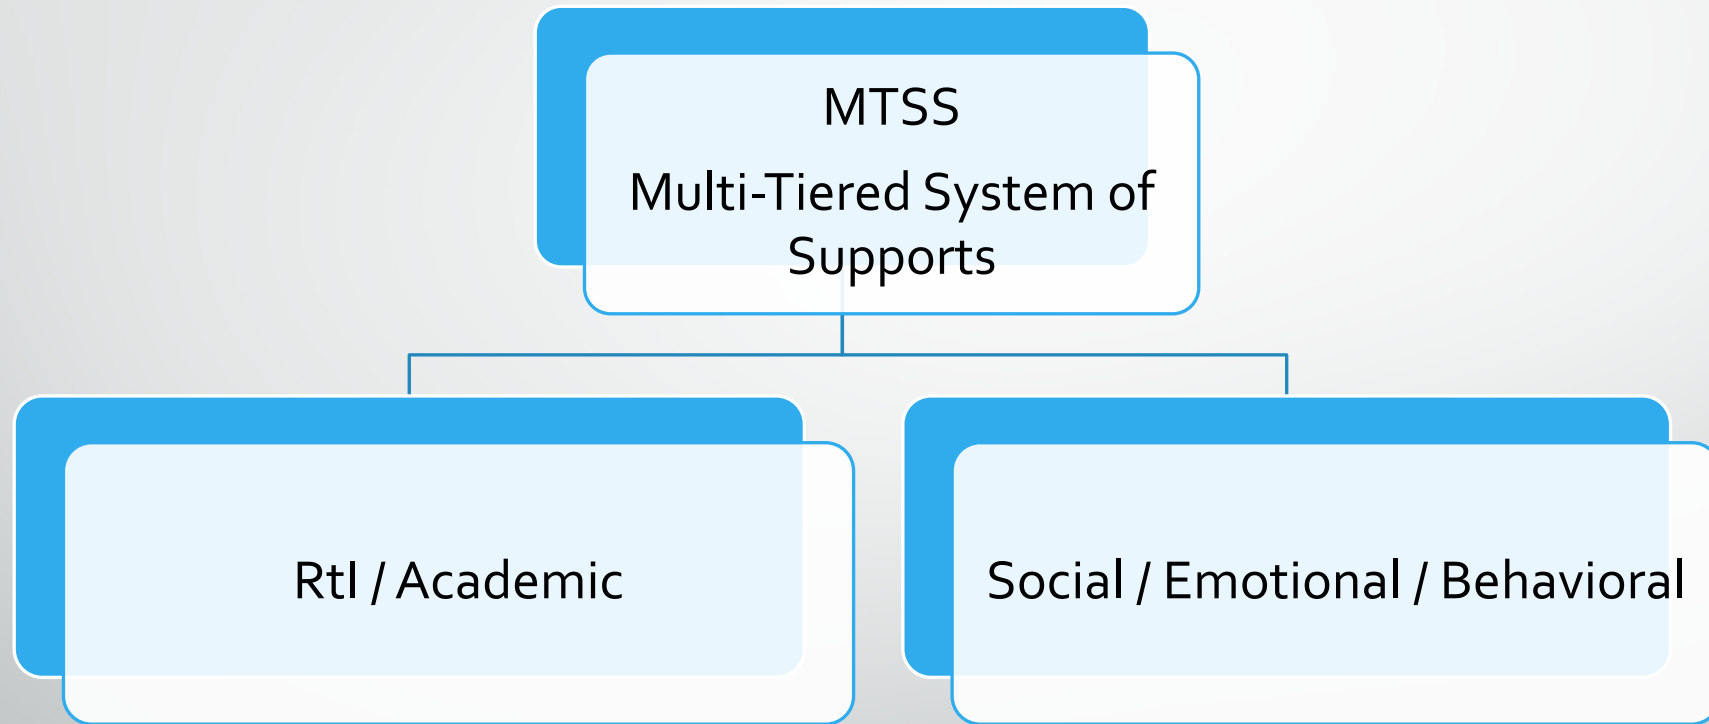 MTSS
Multi-Tiered System of
Supports
RtI / Academic
Social / Emotional / Behavioral